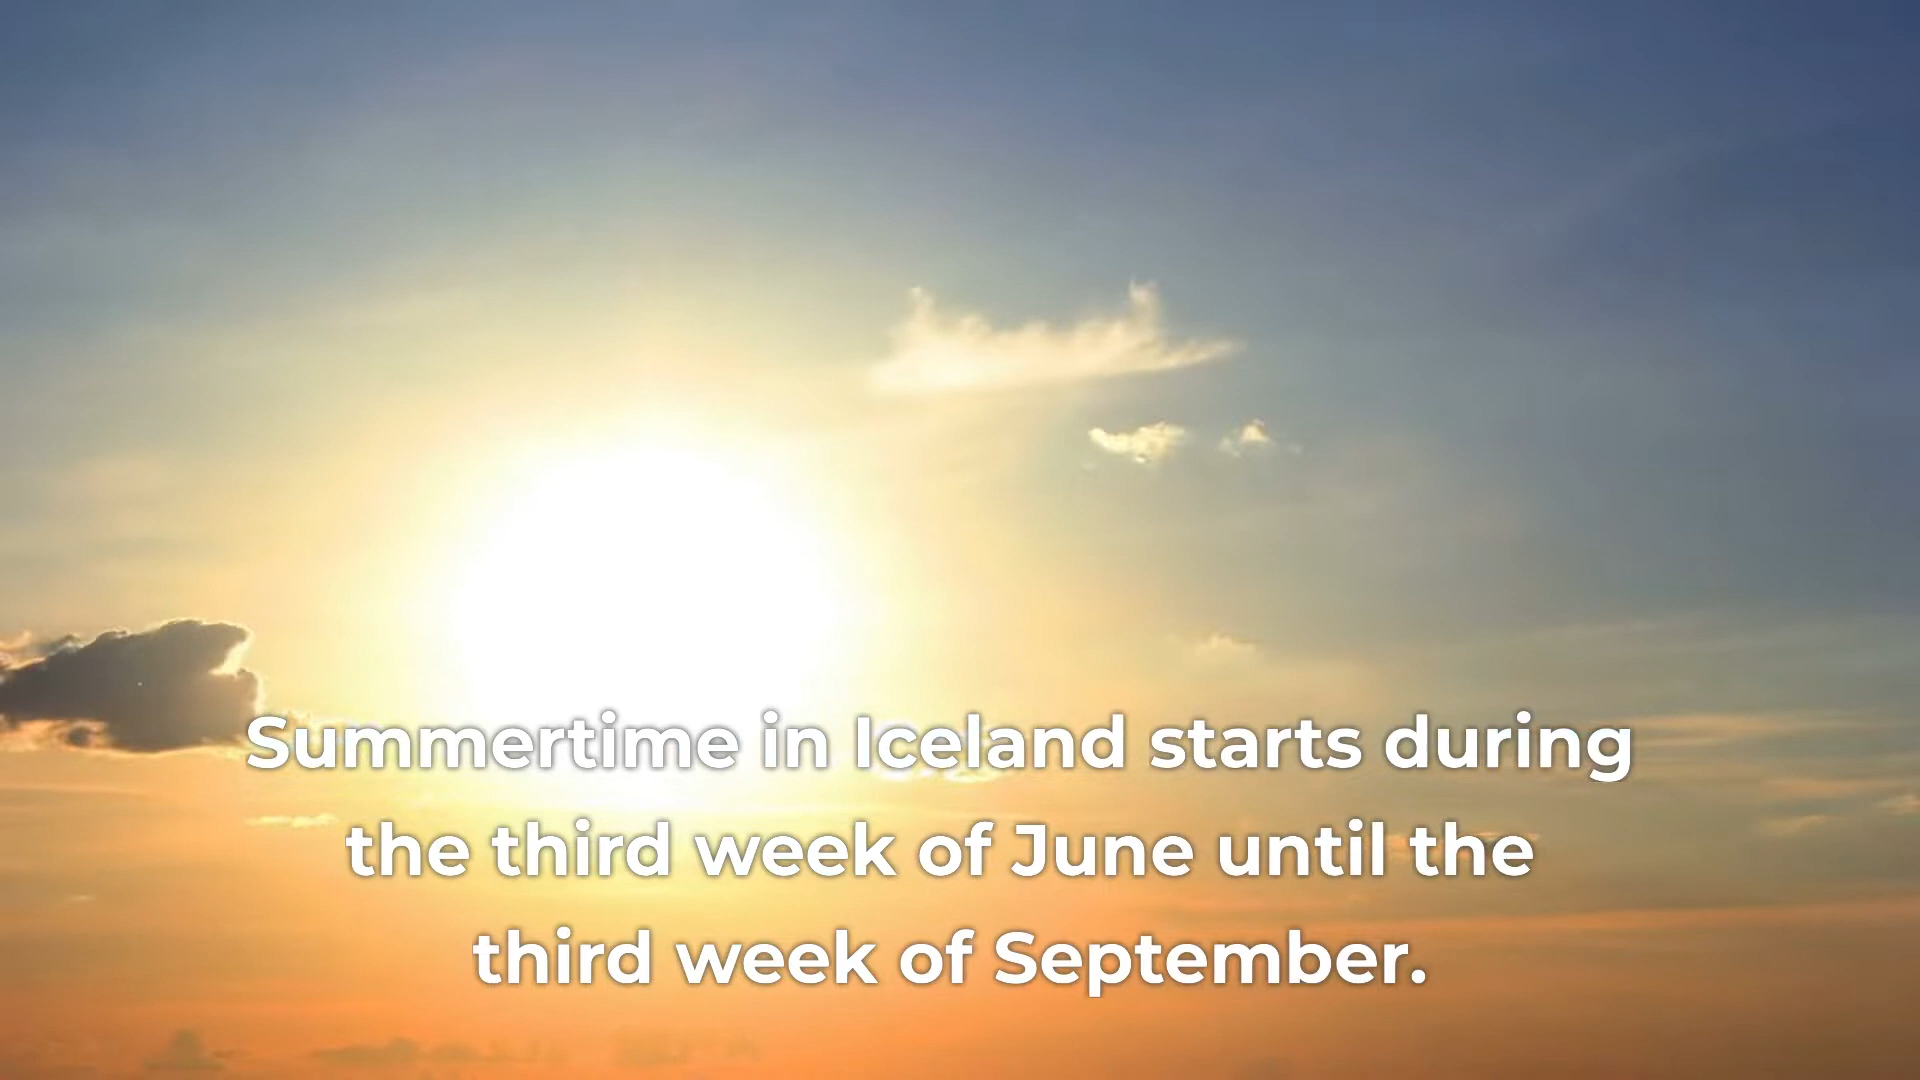 Summertime in Iceland starts during
the third week of June until the
third week of September.